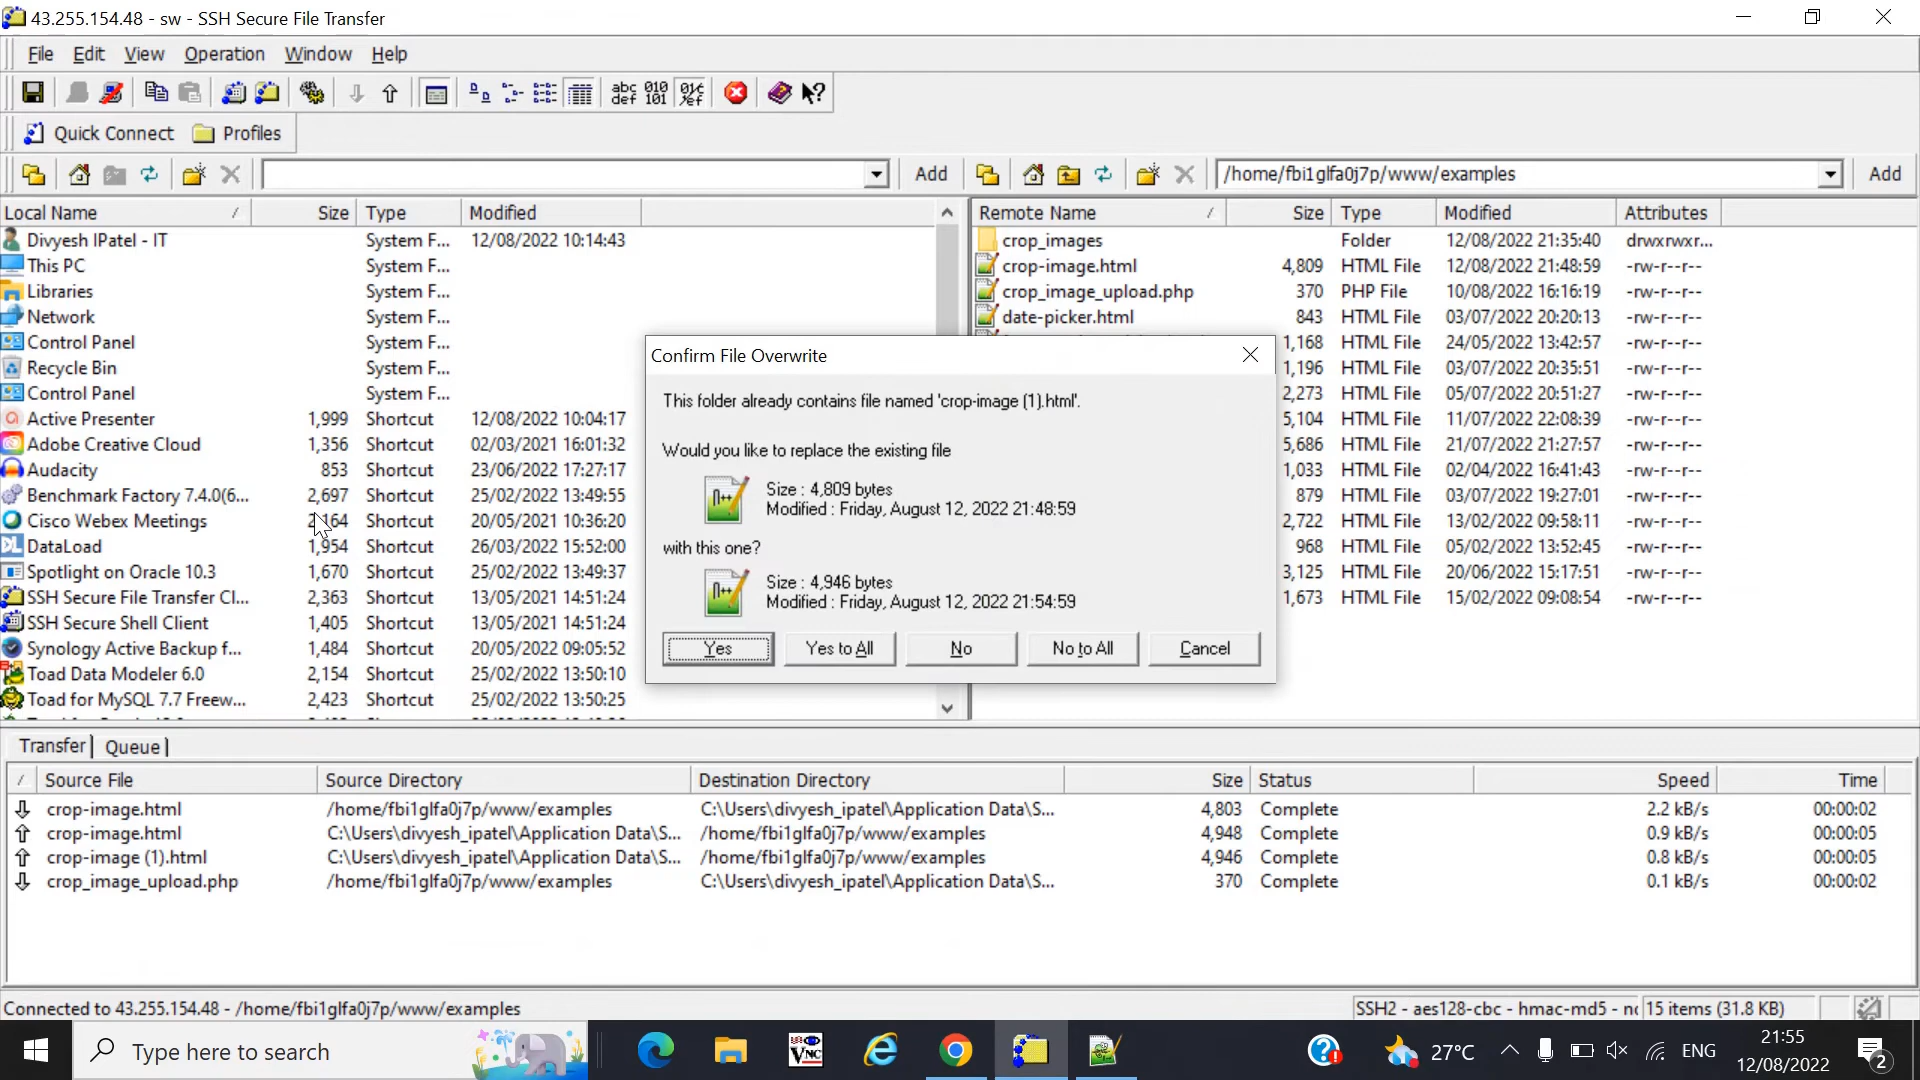 43.255.154.48 - sw - SSH Secure File Transfer
File Edit View Operation Window Help
abc 010
def 101
Quick Connect Profiles
Add /home/fbi1glfa0j7p/www/examples Add
Local Name / Size Type Modified
Divyesh IPatel - IT System F... 12/08/2022 10:14:43
This PC System F...
Libraries System F...
Network System F...
Control Panel System F...
Recycle Bin System F...
Control Panel System F...
Active Presenter 1,999 Shortcut 12/08/2022 10:04:17
Adobe Creative Cloud 1,356 Shortcut 02/03/2021 16:01:32
Audacity 853 Shortcut 23/06/2022 17:27:17
Benchmark Factory 7.4.0(6... 2,697 Shortcut 25/02/2022 13:49:55
Cisco Webex Meetings 2,164 Shortcut 20/05/2021 10:36:20
DataLoad 1,954 Shortcut 26/03/2022 15:52:00
Spotlight on Oracle 10.3 1,670 Shortcut 25/02/2022 13:49:37
SSH Secure File Transfer Cl... 2,363 Shortcut 13/05/2021 14:51:24
SSH Secure Shell Client 1,405 Shortcut 13/05/2021 14:51:24
Synology Active Backup f... 1,484 Shortcut 20/05/2022 09:05:52
Toad Data Modeler 6.0 2,154 Shortcut 25/02/2022 13:50:10
Toad for MySQL 7.7 Freew... 2,423 Shortcut 25/02/2022 13:50:25
Remote Name / Size Type Modified Attributes
crop_images Folder 12/08/2022 21:35:40 drwxrwxr...
crop-image.html 4,809 HTML File 12/08/2022 21:48:59 -rw-r--r--
crop_image_upload.php 370 PHP File 10/08/2022 16:16:19 -rw-r--r--
date-picker.html 843 HTML File 03/07/2022 20:20:13 -rw-r--r--
1,168 HTML File 24/05/2022 13:42:57 -rw-r--r--
1,196 HTML File 03/07/2022 20:35:51 -rw-r--r--
2,273 HTML File 05/07/2022 20:51:27 -rw-r--r--
5,104 HTML File 11/07/2022 22:08:39 -rw-r--r--
5,686 HTML File 21/07/2022 21:27:57 -rw-r--r--
1,033 HTML File 02/04/2022 16:41:43 -rw-r--r--
879 HTML File 03/07/2022 19:27:01 -rw-r--r--
2,722 HTML File 13/02/2022 09:58:11 -rw-r--r--
968 HTML File 05/02/2022 13:52:45 -rw-r--r--
3,125 HTML File 20/06/2022 15:17:51 -rw-r--r--
1,673 HTML File 15/02/2022 09:08:54 -rw-r--r--
Confirm File Overwrite
This folder already contains file named 'crop-image (1).html'.
Would you like to replace the existing file
Size : 4,809 bytes
Modified : Friday, August 12, 2022 21:48:59
with this one?
Size : 4,946 bytes
Modified : Friday, August 12, 2022 21:54:59
Yes Yes to All No No to All Cancel
Transfer Queue
/ Source File Source Directory Destination Directory Size Status Speed Time
crop-image.html /home/fbi1glfa0j7p/www/examples C:\Users\divyesh_ipatel\Application Data\S... 4,803 Complete 2.2 kB/s 00:00:02
crop-image.html C:\Users\divyesh_ipatel\Application Data\S... /home/fbi1glfa0j7p/www/examples 4,948 Complete 0.9 kB/s 00:00:05
crop-image (1).html C:\Users\divyesh_ipatel\Application Data\S... /home/fbi1glfa0j7p/www/examples 4,946 Complete 0.8 kB/s 00:00:05
crop_image_upload.php /home/fbi1glfa0j7p/www/examples C:\Users\divyesh_ipatel\Application Data\S... 370 Complete 0.1 kB/s 00:00:02
Connected to 43.255.154.48 - /home/fbi1glfa0j7p/www/examples SSH2 - aes128-cbc - hmac-md5 - 15 items (31.8 KB)
Type here to search VNC 27°C ENG 21:55
12/08/2022 2